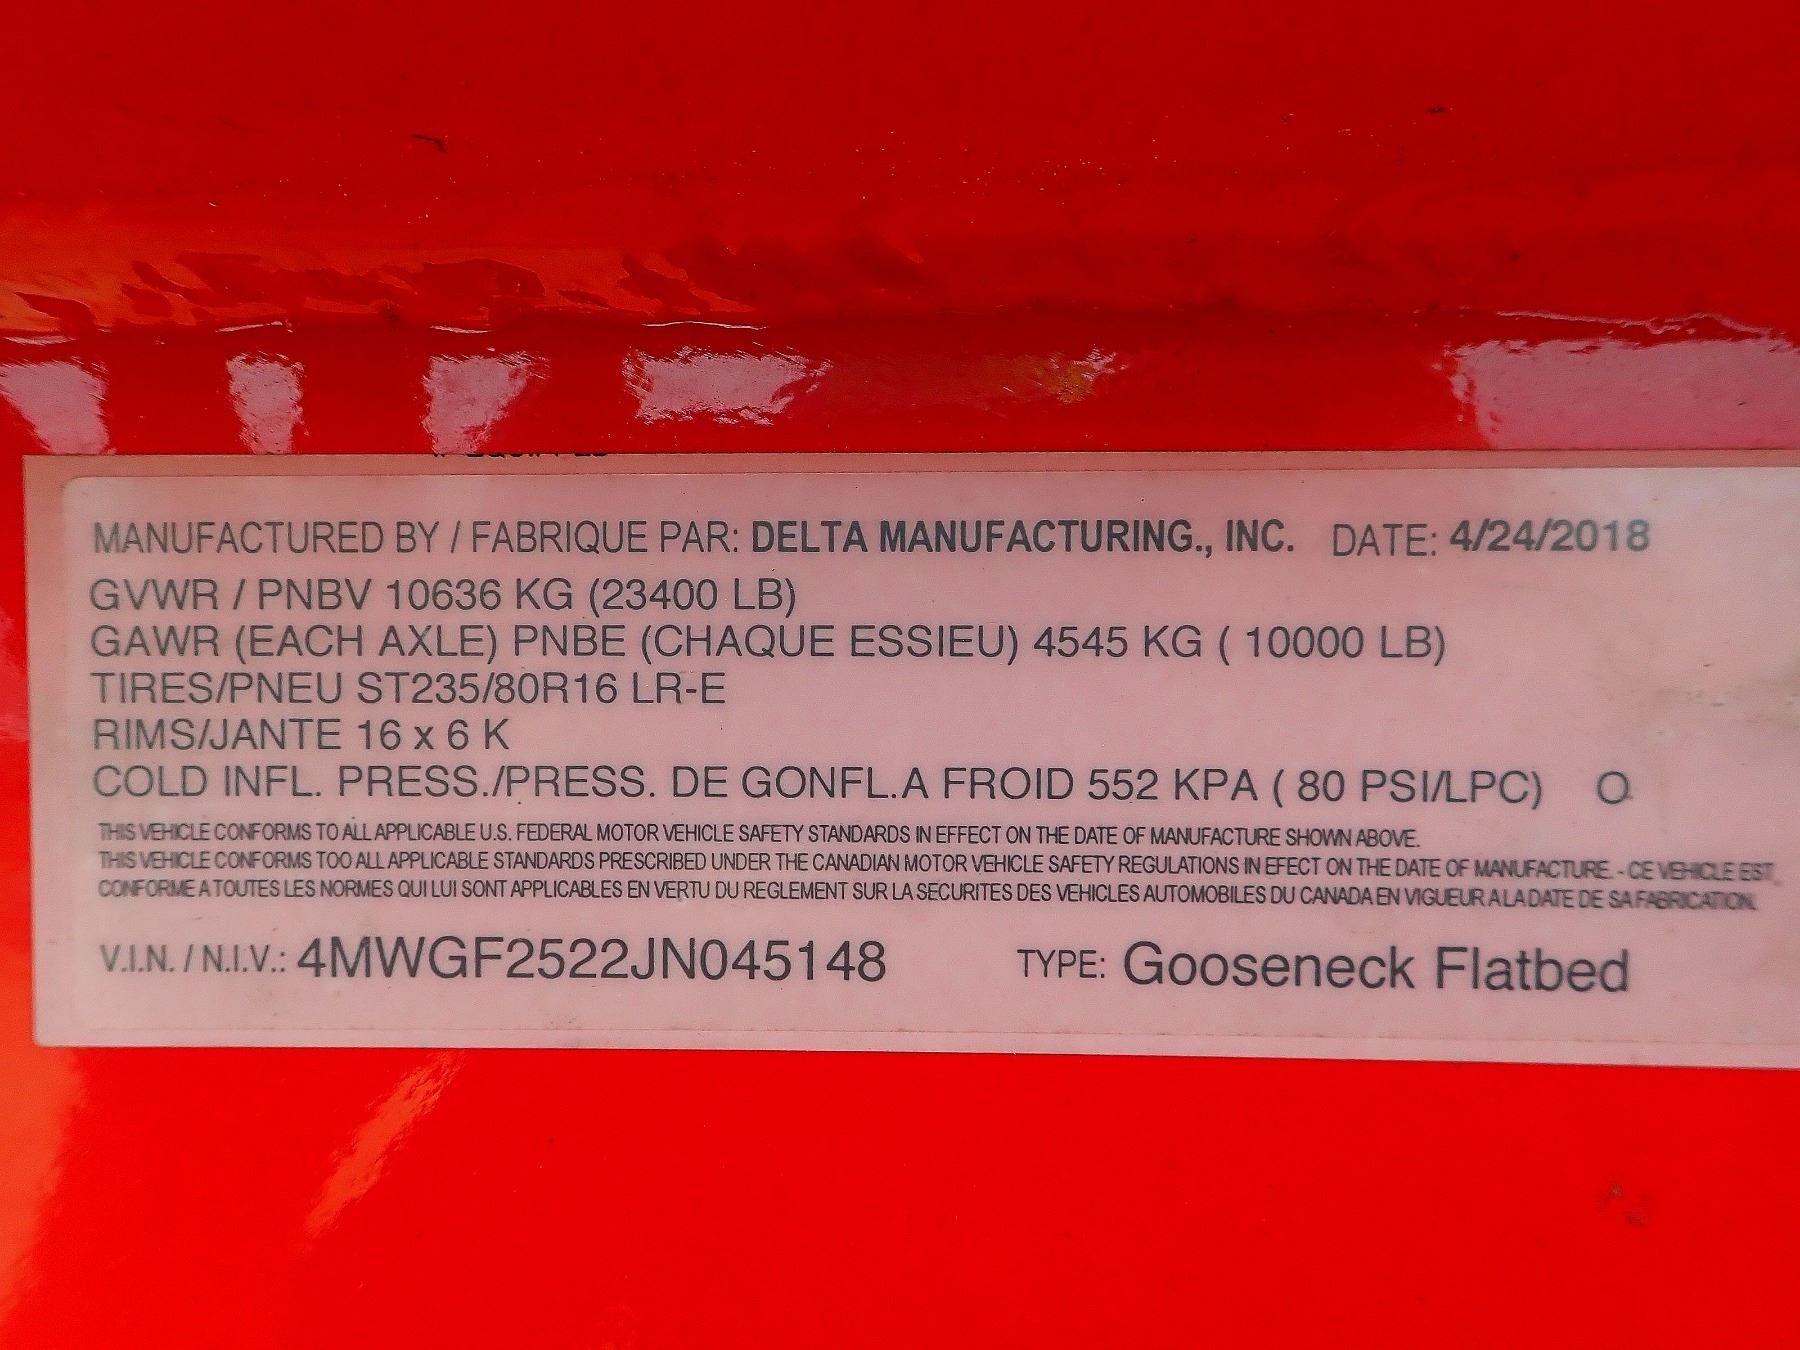 MANUFACTURED BY / FABRIQUE PAR: DELTA MANUFACTURING., INC. DATE: 4/24/2018
GVWR / PNBV 10636 KG (23400 LB)
GAWR (EACH AXLE) PNBE (CHAQUE ESSIEU) 4545 KG ( 10000 LB)
TIRES/PNEU ST235/80R16 LR-E
RIMS/JANTE 16 x 6 K
COLD INFL. PRESS./PRESS. DE GONFL.A FROID 552 KPA ( 80 PSI/LPC) O
THIS VEHICLE CONFORMS TO ALL APPLICABLE U.S. FEDERAL MOTOR VEHICLE SAFETY STANDARDS IN EFFECT ON THE DATE OF MANUFACTURE SHOWN ABOVE.
THIS VEHICLE CONFORMS TOO ALL APPLICABLE STANDARDS PRESCRIBED UNDER THE CANADIAN MOTOR VEHICLE SAFETY REGULATIONS IN EFECT ON THE DATE OF MANUFACTURE. - CE VEHICLE EST
CONFORME A TOUTES LES NORMES QUI LUI SONT APPLICABLES EN VERTU DU REGLEMENT SUR LA SECURITES DES VEHICLES AUTOMOBILES DU CANADA EN VIGUEUR A LA DATE DE SA FABRICATION.
V.I.N. / N.I.V.: 4MWGF2522JN045148 TYPE: Gooseneck Flatbed